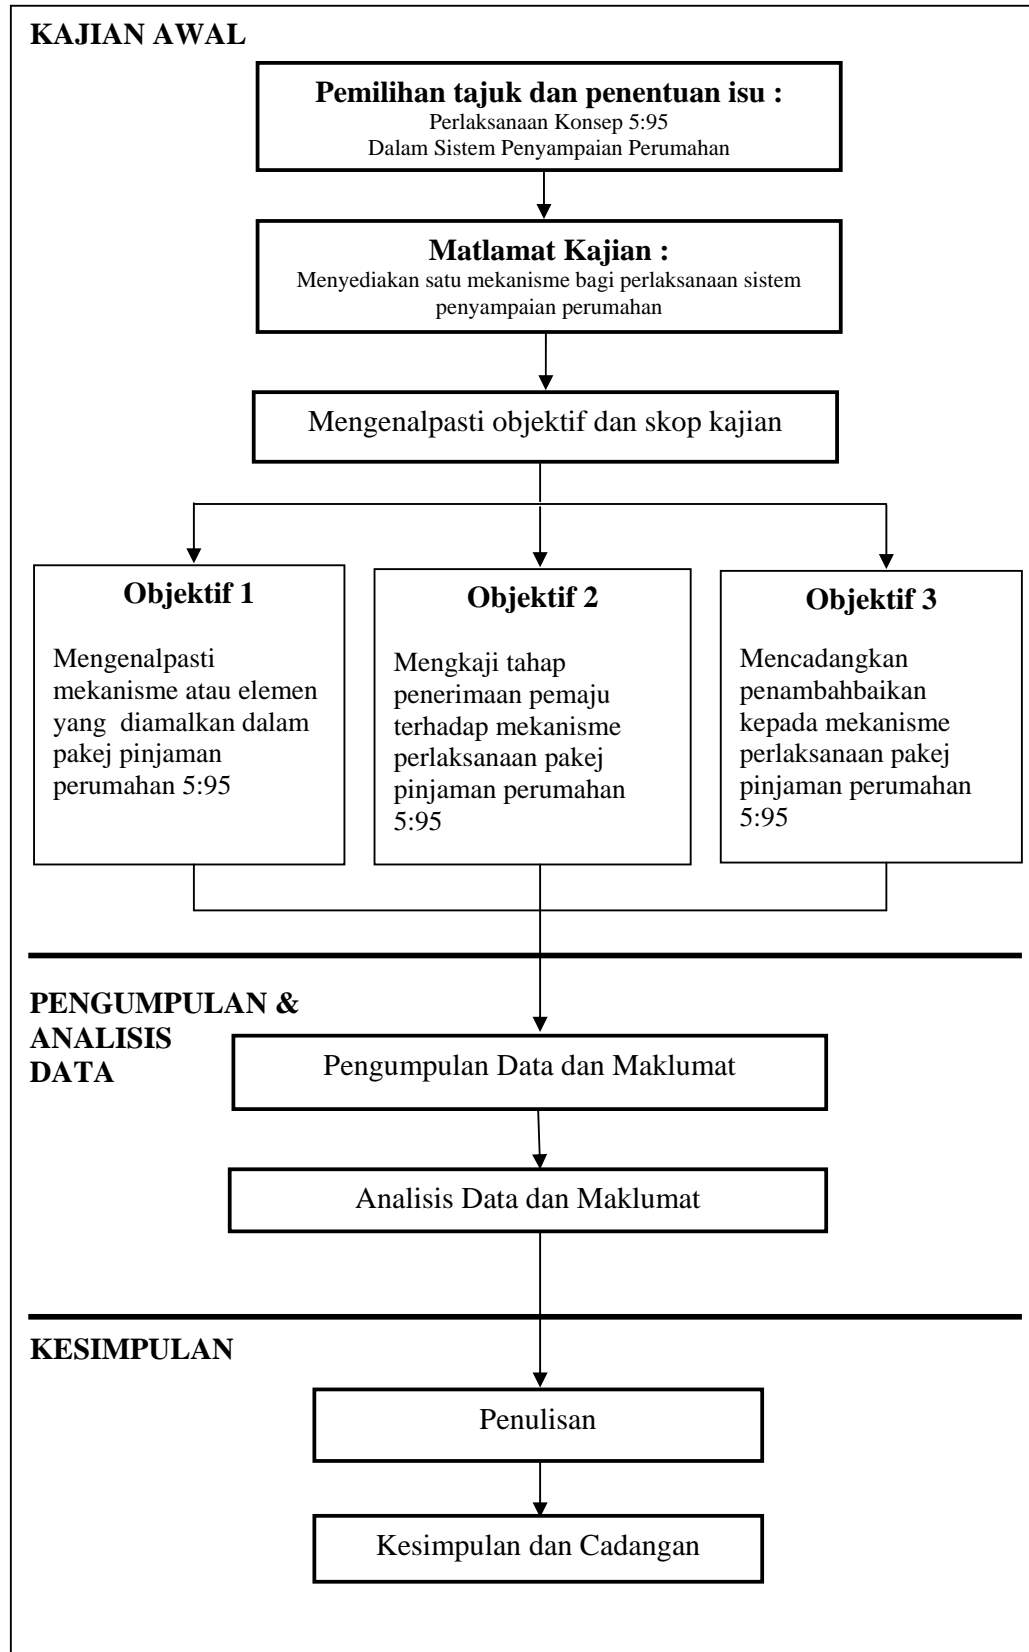 KAJIAN AWAL
Pemilihan tajuk dan penentuan isu :
Perlaksanaan Konsep 5:95
Dalam Sistem Penyampaian Perumahan
Matlamat Kajian :
Menyediakan satu mekanisme bagi perlaksanaan sistem
penyampaian perumahan
Mengenalpasti objektif dan skop kajian
Objektif 1
Mengenalpasti
mekanisme atau elemen
yang diamalkan dalam
pakej pinjaman
perumahan 5:95
Objektif 2
Mengkaji tahap
penerimaan pemaju
terhadap mekanisme
perlaksanaan pakej
pinjaman perumahan
5:95
Objektif 3
Mencadangkan
penambahbaikan
kepada mekanisme
perlaksanaan pakej
pinjaman perumahan
5:95
PENGUMPULAN &
ANALISIS
DATA
Pengumpulan Data dan Maklumat
Analisis Data dan Maklumat
KESIMPULAN
Penulisan
Kesimpulan dan Cadangan